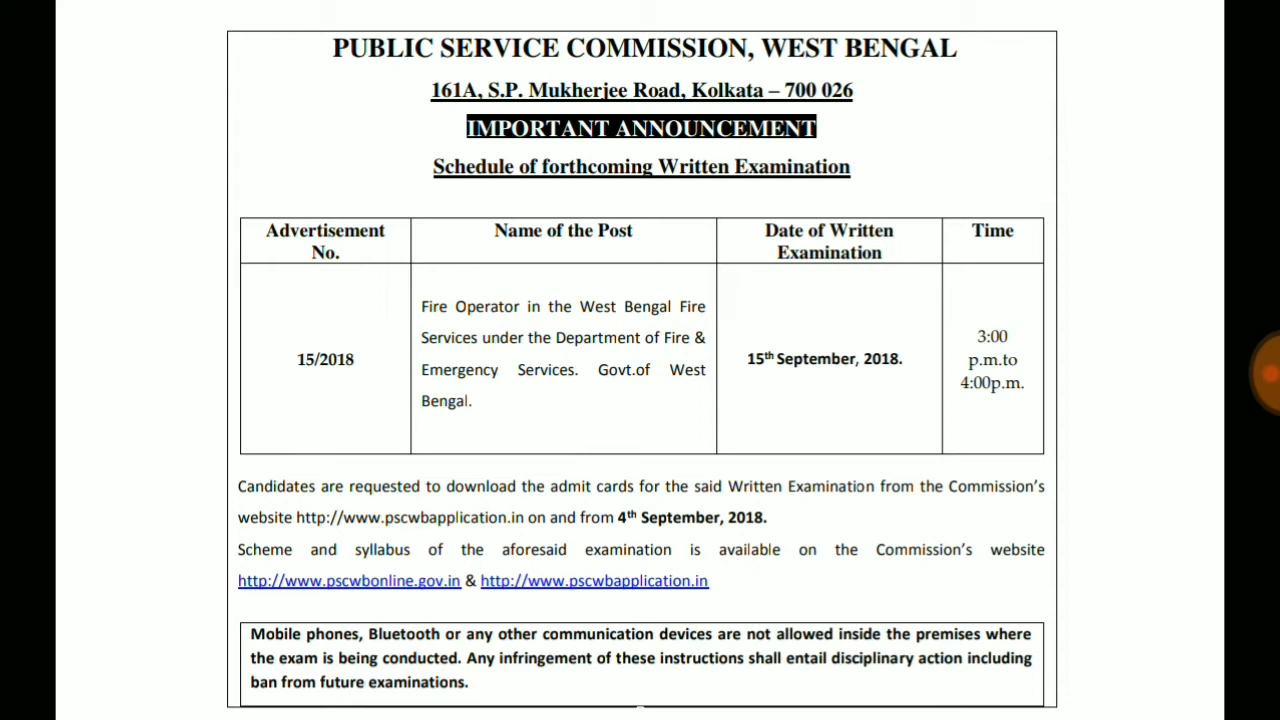 PUBLIC SERVICE COMMISSION, WEST BENGAL
161A, S.P. Mukherjee Road, Kolkata – 700 026
IMPORTANT ANNOUNCEMENT
Schedule of forthcoming Written Examination
Advertisement No.
Name of the Post
Date of Written Examination
Time
15/2018
Fire Operator in the West Bengal Fire
Services under the Department of Fire &
Emergency Services. Govt.of West
Bengal.
15th September, 2018.
3:00
p.m.to
4:00p.m.
Candidates are requested to download the admit cards for the said Written Examination from the Commission’s
website http://www.pscwbapplication.in on and from 4th September, 2018.
Scheme and syllabus of the aforesaid examination is available on the Commission’s website
http://www.pscwbonline.gov.in & http://www.pscwbapplication.in
Mobile phones, Bluetooth or any other communication devices are not allowed inside the premises where
the exam is being conducted. Any infringement of these instructions shall entail disciplinary action including
ban from future examinations.